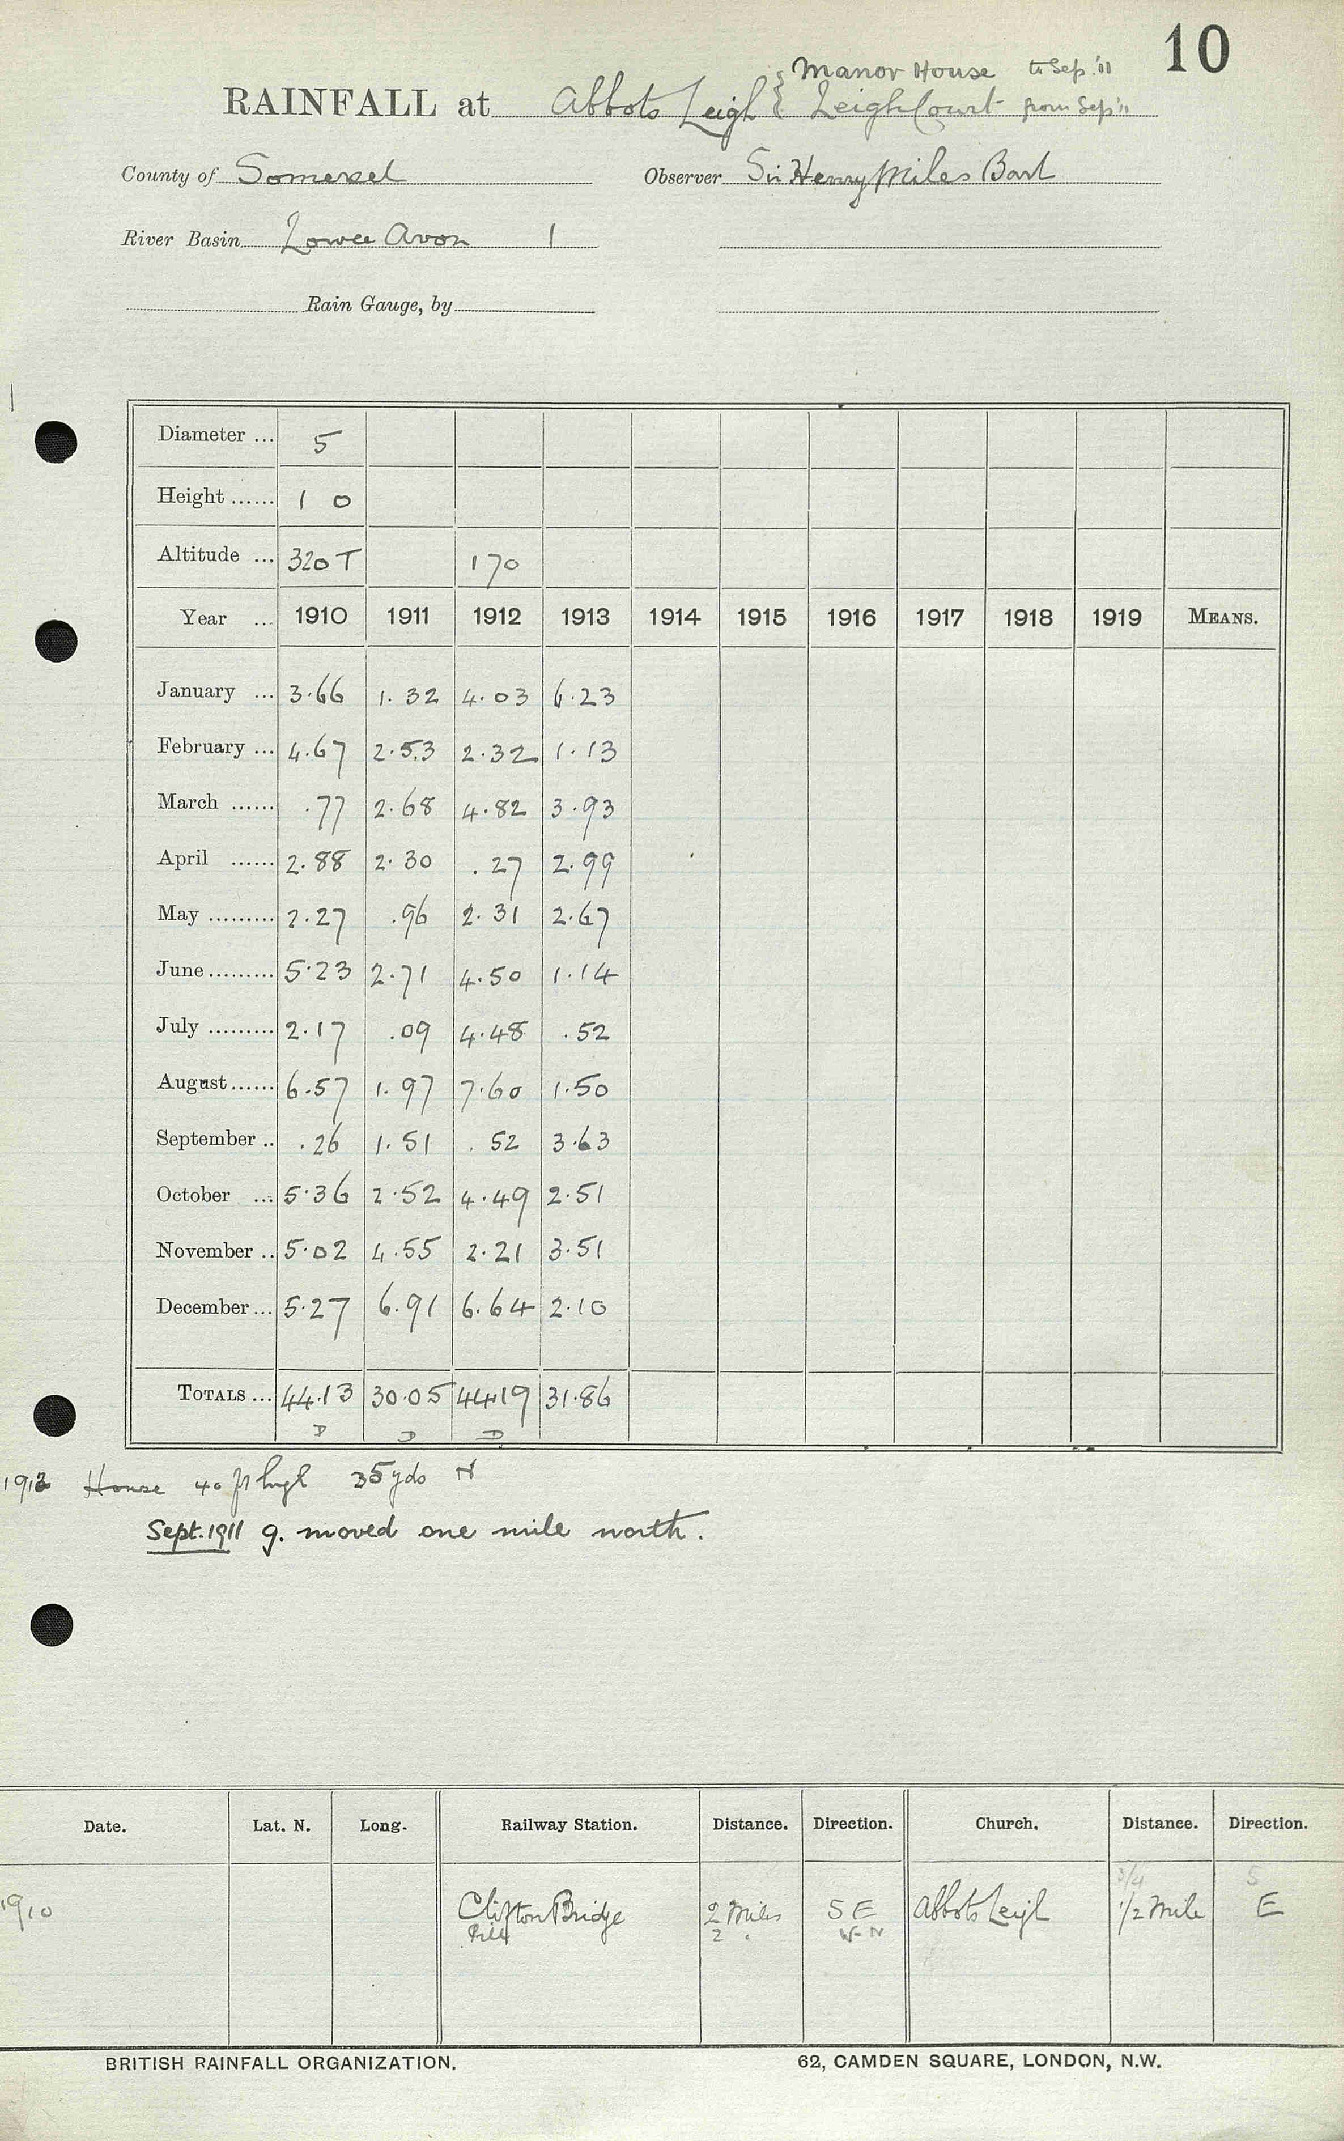 10
Manor House to Sep. '11
RAINFALL at Abbots Leigh { Leigh Court from Sep '11
County of Somerset Observer Sir Henry Miles Bart
River Basin Lower Avon 1
Rain Gauge, by
Diameter ... 5
Height ...... 1 0
Altitude ... 320 T 170
Year ... 1910 1911 1912 1913 1914 1915 1916 1917 1918 1919 MEANS.
January ... 3.66 1.32 4.03 6.23
February ... 4.67 2.53 2.32 1.13
March ...... .77 2.68 4.82 3.93
April ...... 2.88 2.30 .27 2.99
May ......... 2.27 .96 2.31 2.67
June ......... 5.23 2.71 4.50 1.14
July ......... 2.17 .09 4.48 .52
August ...... 6.57 1.97 7.60 1.50
September .. .26 1.51 .52 3.63
October ... 5.36 2.52 4.49 2.51
November .. 5.02 4.55 2.21 3.51
December ... 5.27 6.91 6.64 2.10
TOTALS ... 44.13 30.05 44.19 31.86
D D D
House 40 ft high 35 yds N
Sept. 1911 g. moved one mile north.
Date. Lat. N. Long. Railway Station. Distance. Direction. Church. Distance. Direction.
3/4 S
1910 Clifton Bridge 2 Miles SE Abbots Leigh 1/2 Mile E
Pill 2 " W-N
BRITISH RAINFALL ORGANIZATION. 62, CAMDEN SQUARE, LONDON, N.W.